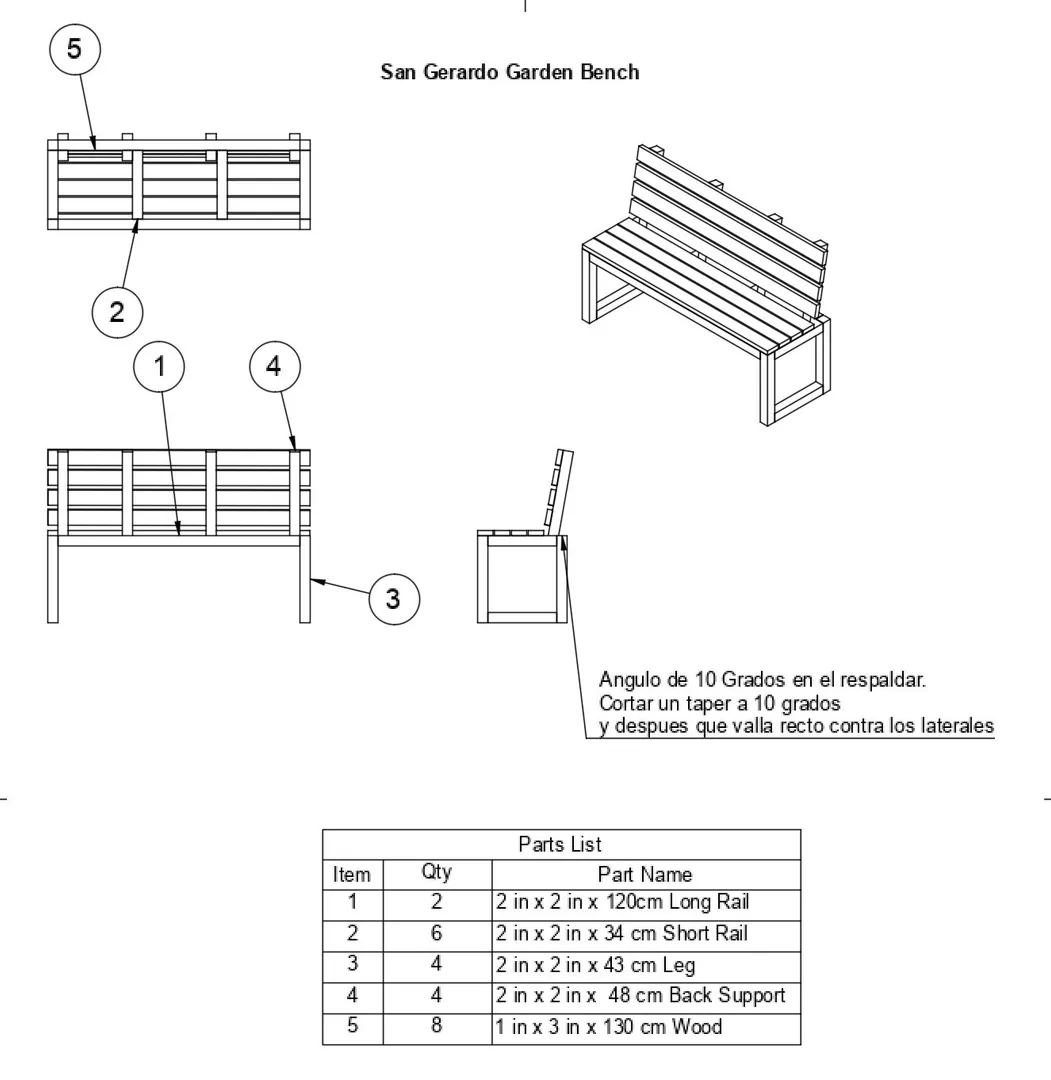 5
San Gerardo Garden Bench
2
1
4
3
Angulo de 10 Grados en el respaldar.
Cortar un taper a 10 grados
y despues que valla recto contra los laterales
Parts List
Item Qty Part Name
1 2 2 in x 2 in x 120cm Long Rail
2 6 2 in x 2 in x 34 cm Short Rail
3 4 2 in x 2 in x 43 cm Leg
4 4 2 in x 2 in x 48 cm Back Support
5 8 1 in x 3 in x 130 cm Wood